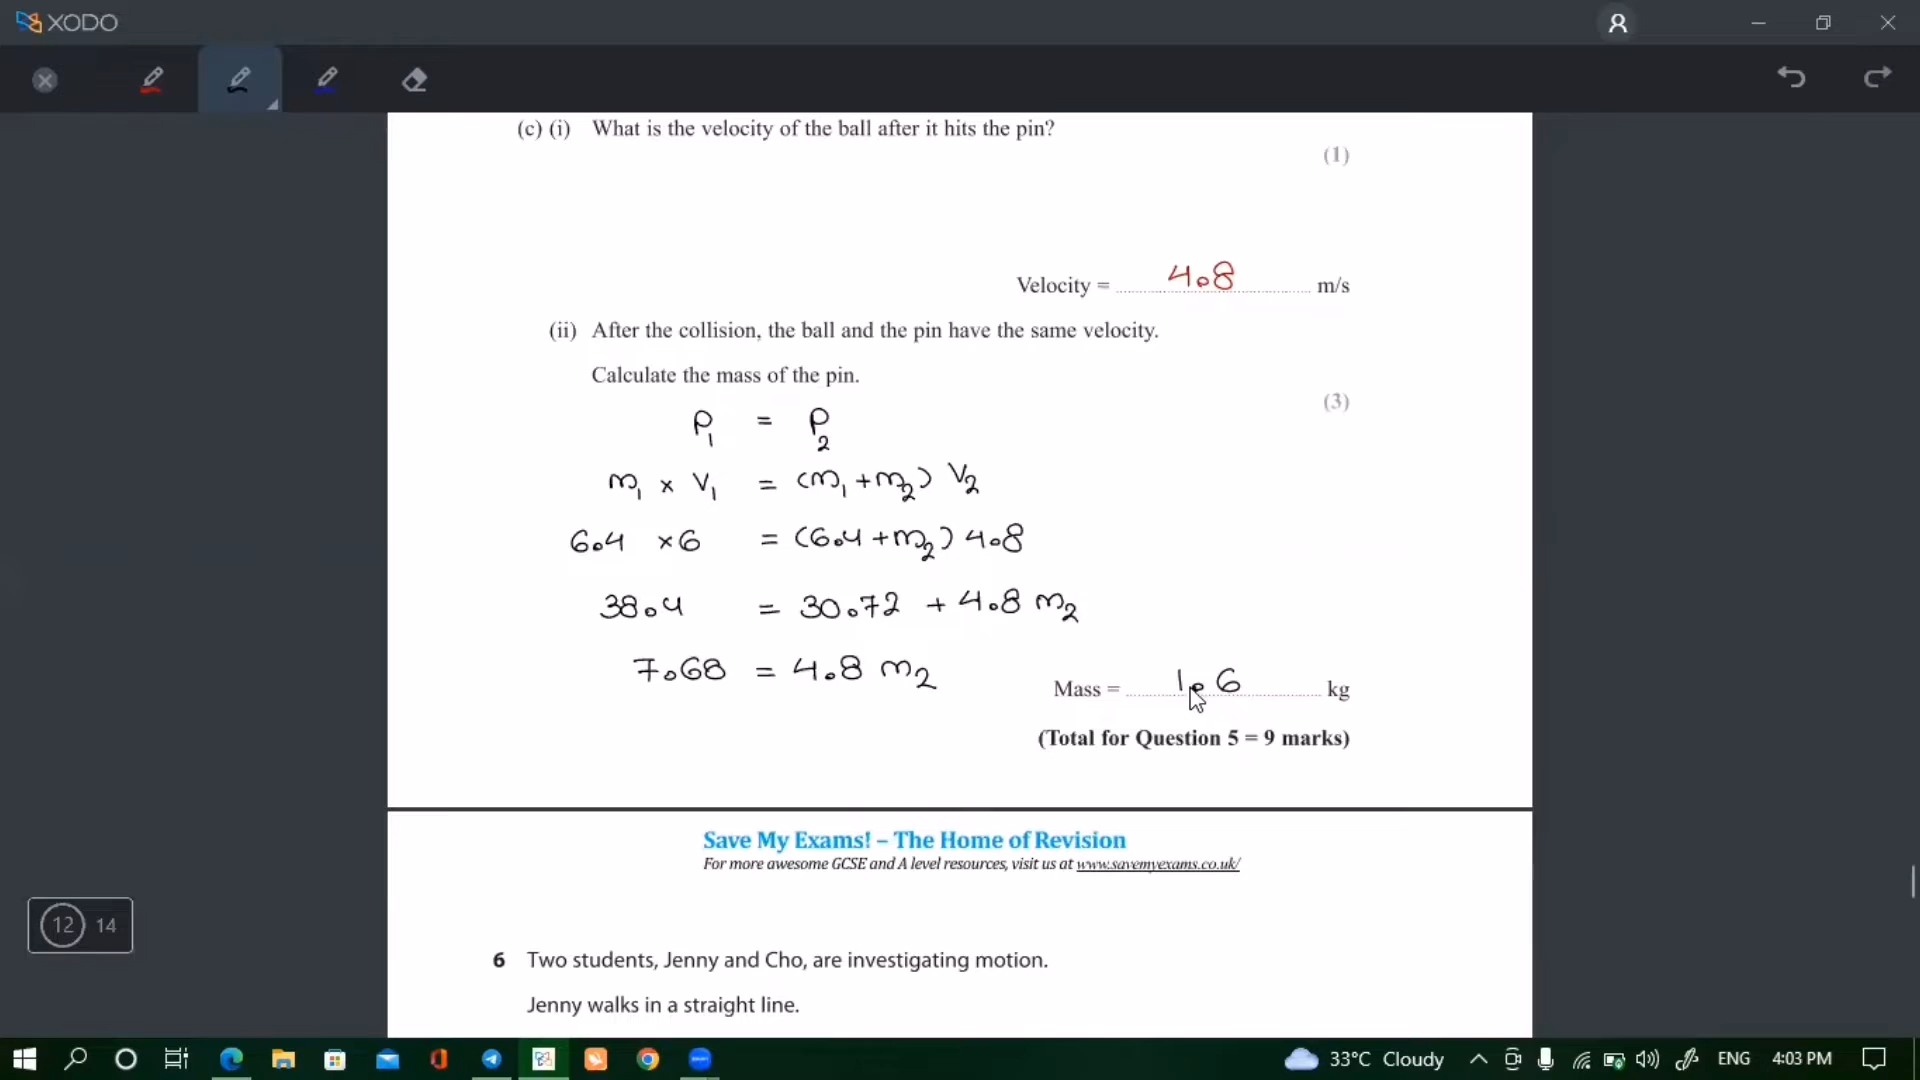 XODO
(c) (i) What is the velocity of the ball after it hits the pin?
(1)
Velocity = 4.8 m/s
(ii) After the collision, the ball and the pin have the same velocity.
Calculate the mass of the pin.
(3)
P₁ = P₂
m₁ × V₁ = (m₁ + m₂) V₂
6.4 × 6 = (6.4 + m₂) 4.8
38.4 = 30.72 + 4.8 m₂
7.68 = 4.8 m₂
Mass = 1.6 kg
(Total for Question 5 = 9 marks)
Save My Exams! – The Home of Revision
For more awesome GCSE and A level resources, visit us at www.savemyexams.co.uk/
12 14
6 Two students, Jenny and Cho, are investigating motion.
Jenny walks in a straight line.
33°C Cloudy ENG 4:03 PM